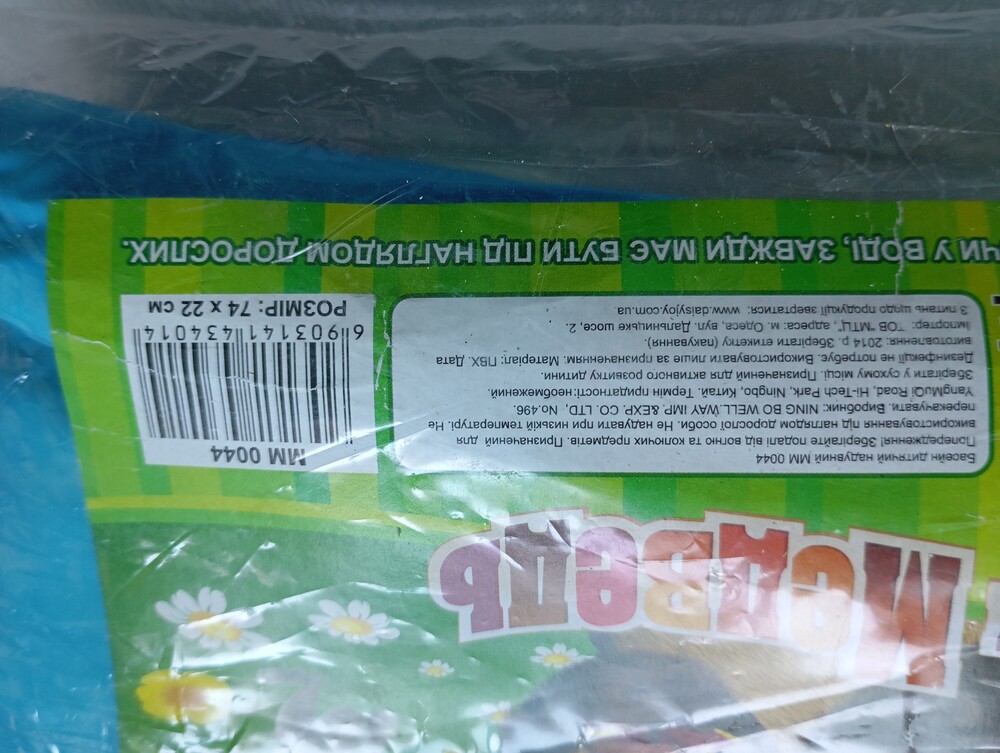 Медведь
ММ 0044
6903141434014
РОЗМІР: 74 x 22 см
Басейн дитячий надувний ММ 0044
Попередження! Зберігайте подалі від вогню та колючих предметів. Призначений для
використовування під наглядом дорослої особи. Не надувати при низькій температурі. Не
перекачувати. Виробник: NING BO WELL.WAY. IMP &EXP. CO. LTD, No.496.
YangMuQi Road, Hi-Tech Park, Ningbo, Китай. Термін придатності: необмежений.
Зберігати у сухому місці. Призначений для активного розвитку дитини.
Дезинфекції не потребує. Використовувати лише за призначенням. Матеріал: ПВХ. Дата
виготовлення: 2014 р. Зберігати етикетку (пакування).
Імпортер: ТОВ "МТЦ", адреса: м. Одеса, вул. Дальницьке шосе, 2.
З питань щодо продукції звертатися: www.daisyjoy.com.ua
ЧИ У ВОДІ, ЗАВЖДИ МАЄ БУТИ ПІД НАГЛЯДОМ ДОРОСЛИХ.